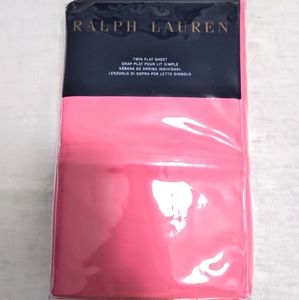 RALPH LAUREN
TWIN FLAT SHEET
DRAP PLAT POUR LIT SIMPLE
SABANA DE ARRIBA INDIVIDUAL
LENZUOLO DI SOPRA PER LETTO SINGOLO